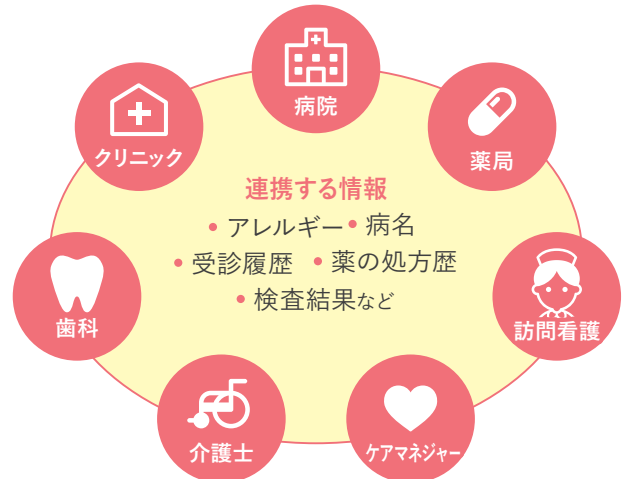 病院
クリニック
薬局
連携する情報
• アレルギー • 病名
• 受診履歴 • 薬の処方歴
• 検査結果など
歯科
訪問看護
介護士
ケアマネジャー